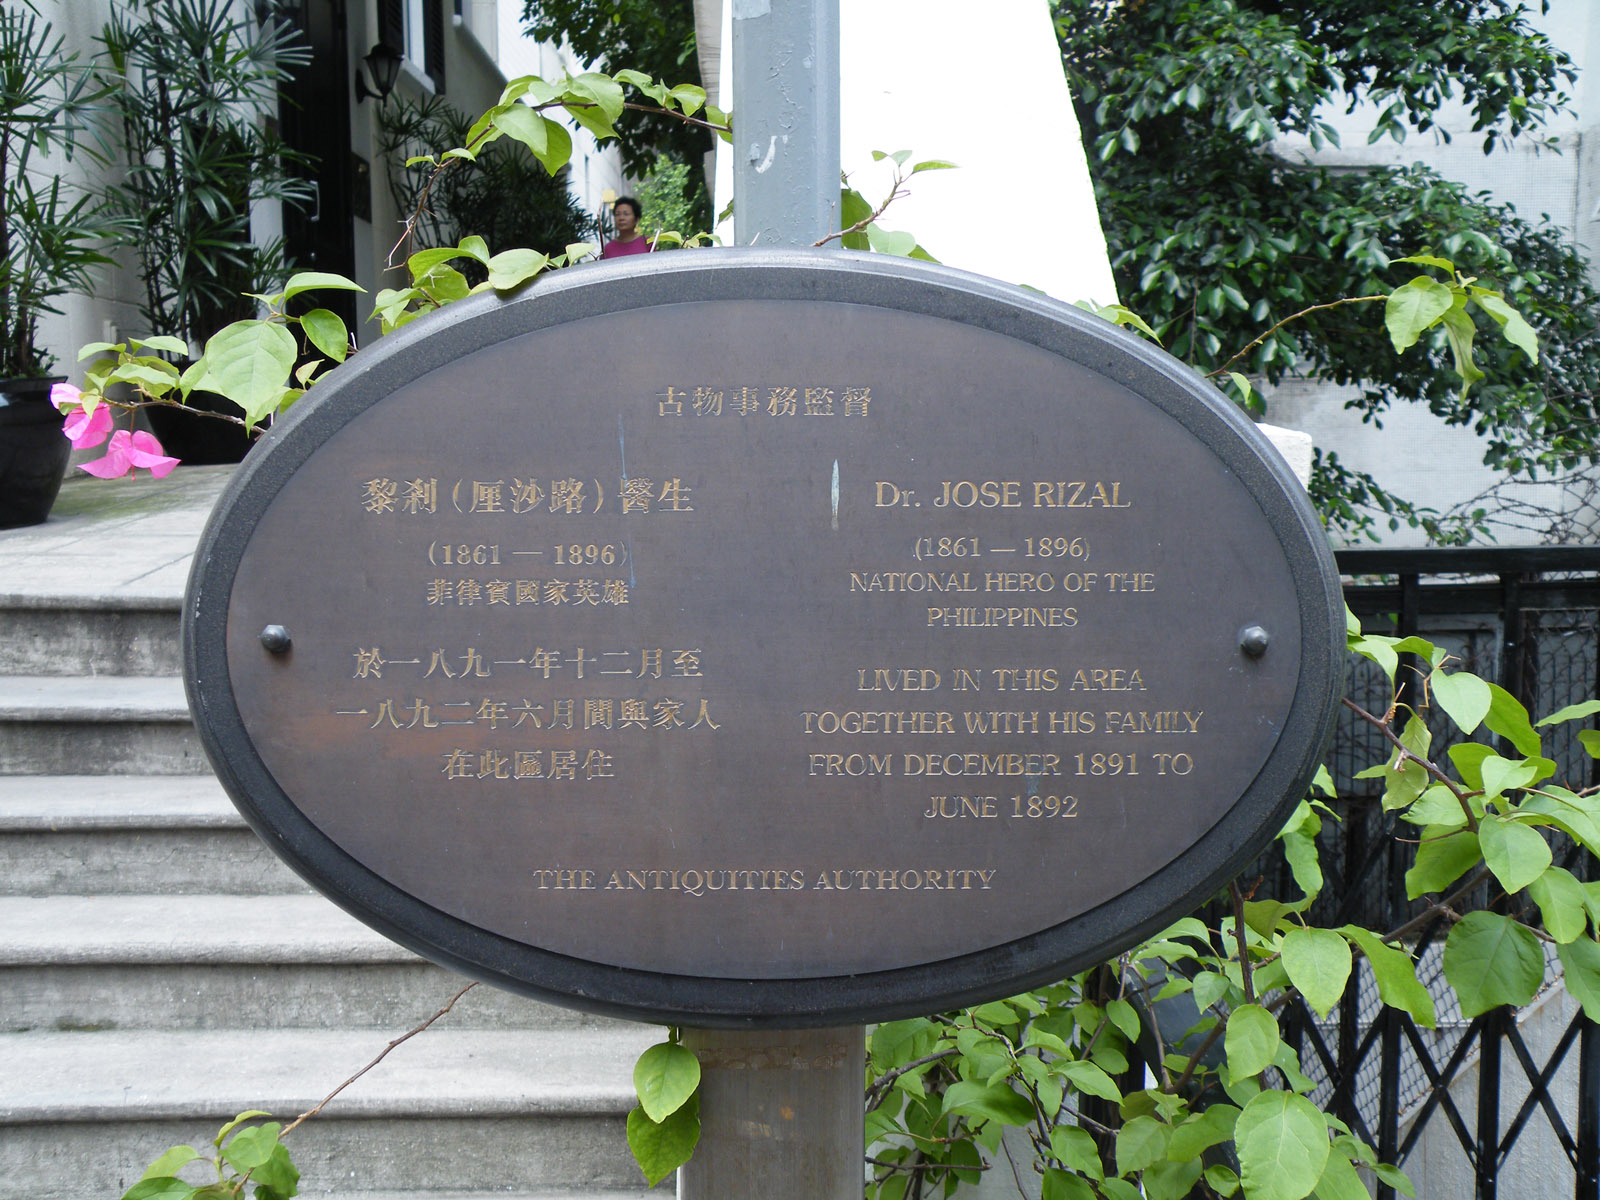 古物事務監督
黎剎（厘沙路）醫生
(1861 — 1896)
菲律賓國家英雄
於一八九一年十二月至
一八九二年六月間與家人
在此區居住
Dr. JOSE RIZAL
(1861 — 1896)
NATIONAL HERO OF THE
PHILIPPINES
LIVED IN THIS AREA
TOGETHER WITH HIS FAMILY
FROM DECEMBER 1891 TO
JUNE 1892
THE ANTIQUITIES AUTHORITY